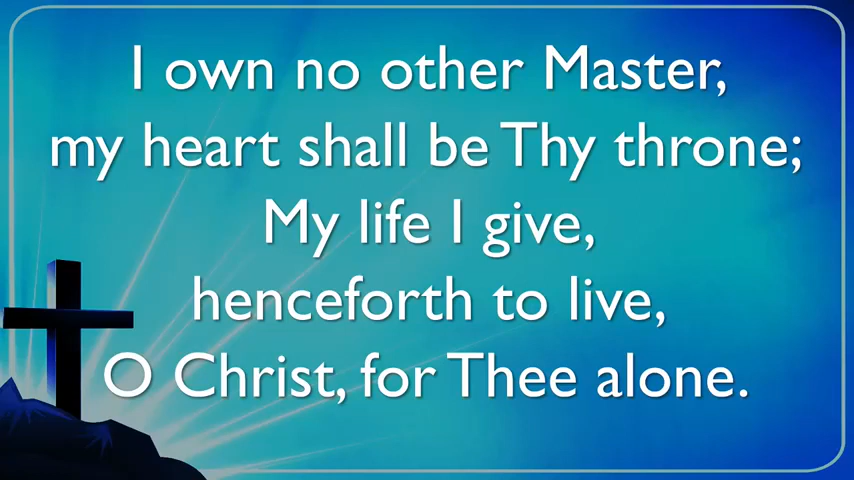 I own no other Master,
my heart shall be Thy throne;
My life I give,
henceforth to live,
O Christ, for Thee alone.